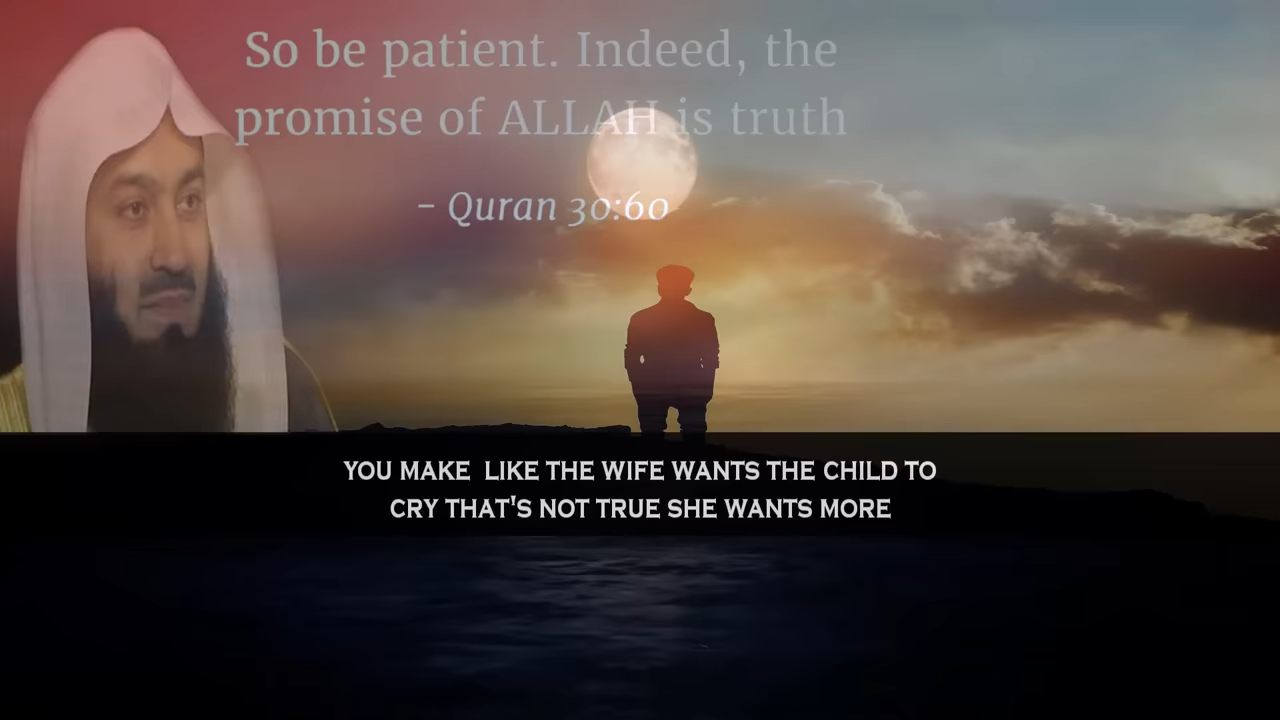 So be patient. Indeed, the
promise of ALLAH is truth
- Quran 30:60
YOU MAKE LIKE THE WIFE WANTS THE CHILD TO
CRY THAT'S NOT TRUE SHE WANTS MORE